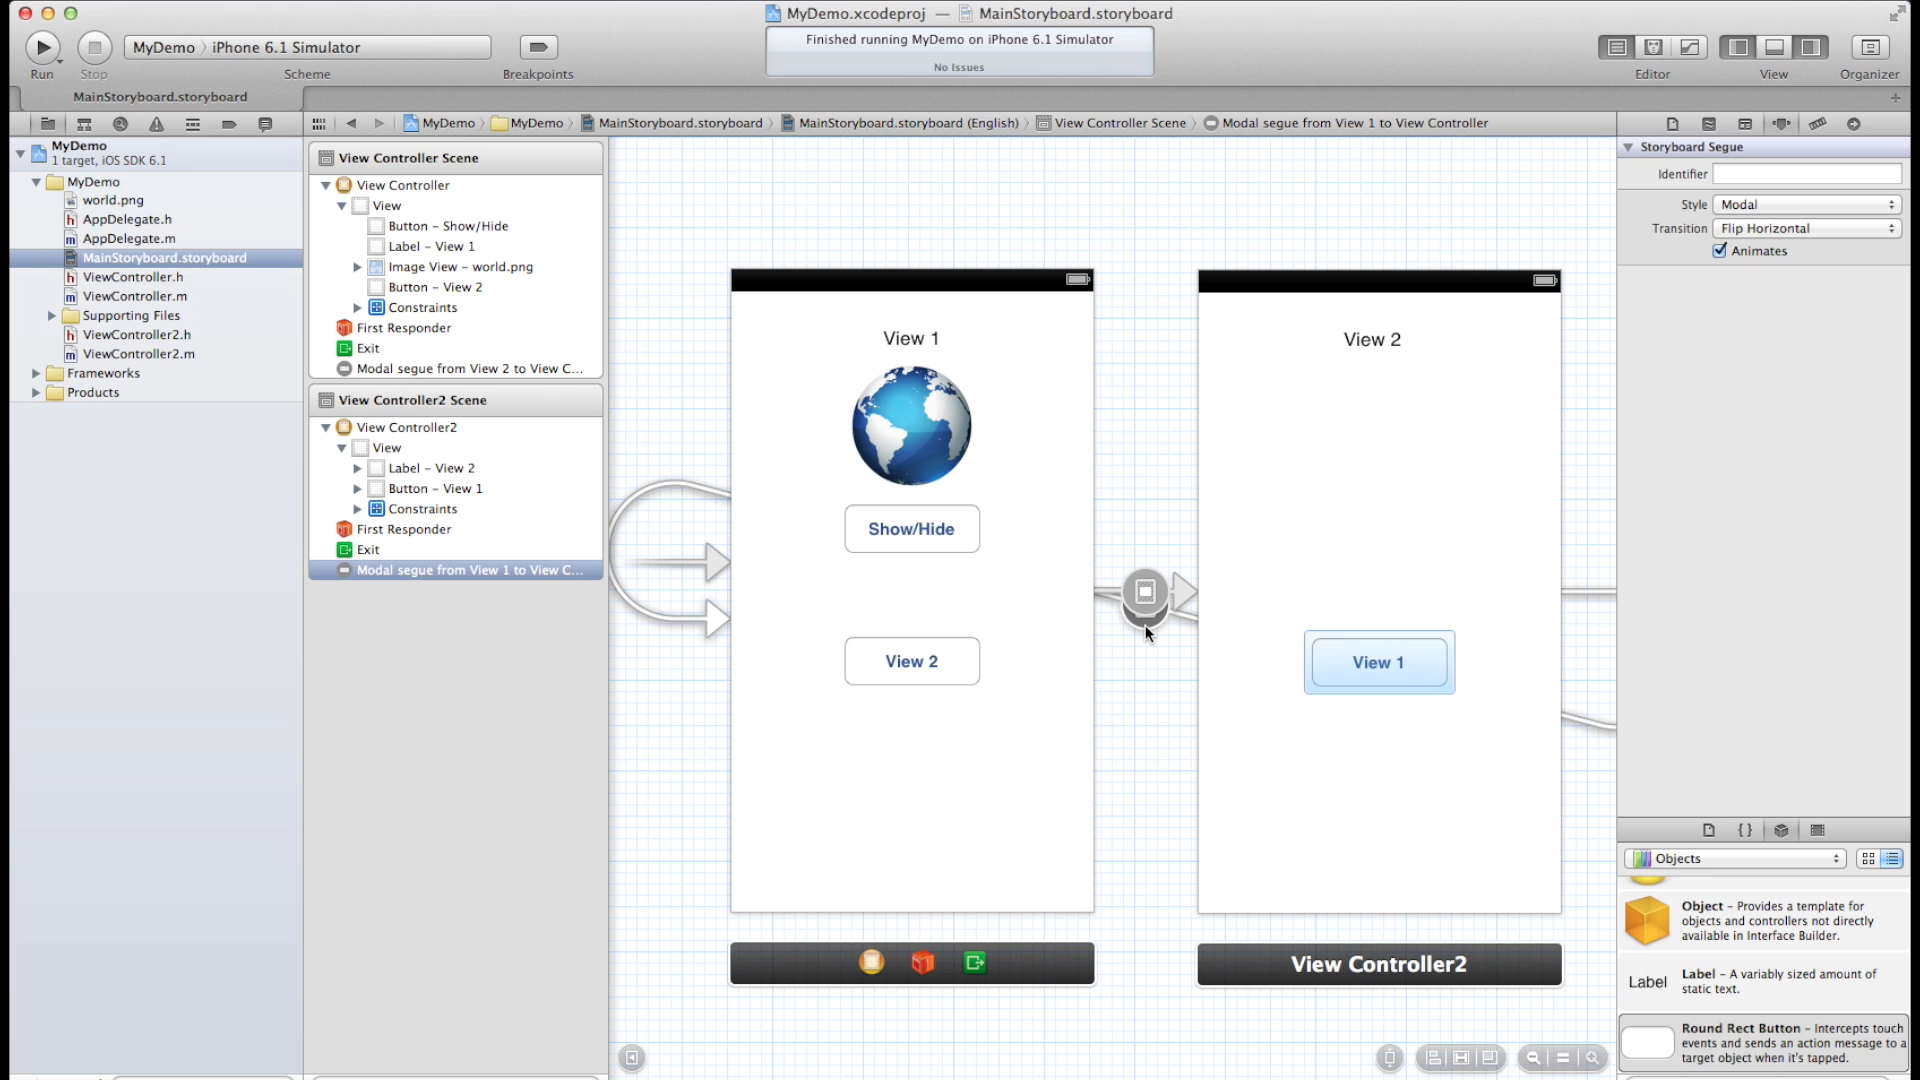 MyDemo.xcodeproj — MainStoryboard.storyboard
MyDemo 〉 iPhone 6.1 Simulator
Finished running MyDemo on iPhone 6.1 Simulator
No Issues
Run
Stop
Scheme
Breakpoints
Editor
View
Organizer
MainStoryboard.storyboard
MyDemo 〉 MyDemo 〉 MainStoryboard.storyboard 〉 MainStoryboard.storyboard (English) 〉 View Controller Scene 〉 Modal segue from View 1 to View Controller
MyDemo
1 target, iOS SDK 6.1
MyDemo
world.png
AppDelegate.h
AppDelegate.m
MainStoryboard.storyboard
ViewController.h
ViewController.m
Supporting Files
ViewController2.h
ViewController2.m
Frameworks
Products
View Controller Scene
View Controller
View
Button – Show/Hide
Label – View 1
Image View – world.png
Button – View 2
Constraints
First Responder
Exit
Modal segue from View 2 to View C...
View Controller2 Scene
View Controller2
View
Label – View 2
Button – View 1
Constraints
First Responder
Exit
Modal segue from View 1 to View C...
View 1
Show/Hide
View 2
View 2
View 1
View Controller2
Storyboard Segue
Identifier
Style Modal
Transition Flip Horizontal
Animates
Objects
Object – Provides a template for
objects and controllers not directly
available in Interface Builder.
Label
Label – A variably sized amount of
static text.
Round Rect Button – Intercepts touch
events and sends an action message to a
target object when it's tapped.